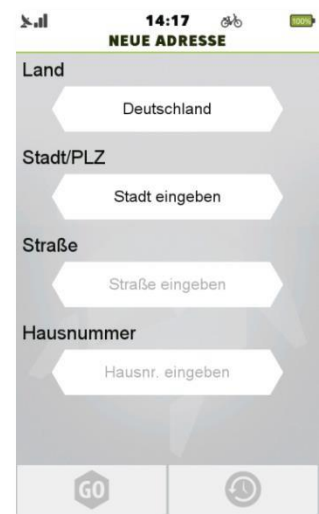 14:17
100%
NEUE ADRESSE
Land
Deutschland
Stadt/PLZ
Stadt eingeben
Straße
Straße eingeben
Hausnummer
Hausnr. eingeben
GO